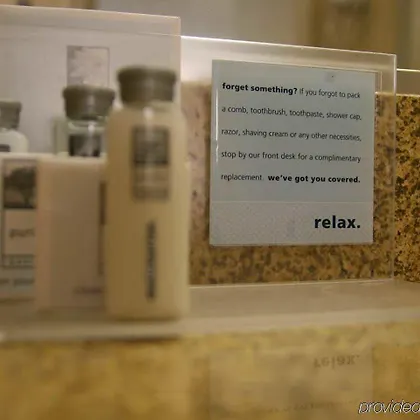 forget something? if you forgot to pack
a comb, toothbrush, toothpaste, shower cap,
razor, shaving cream or any other necessities,
stop by our front desk for a complimentary
replacement. we've got you covered.
relax.